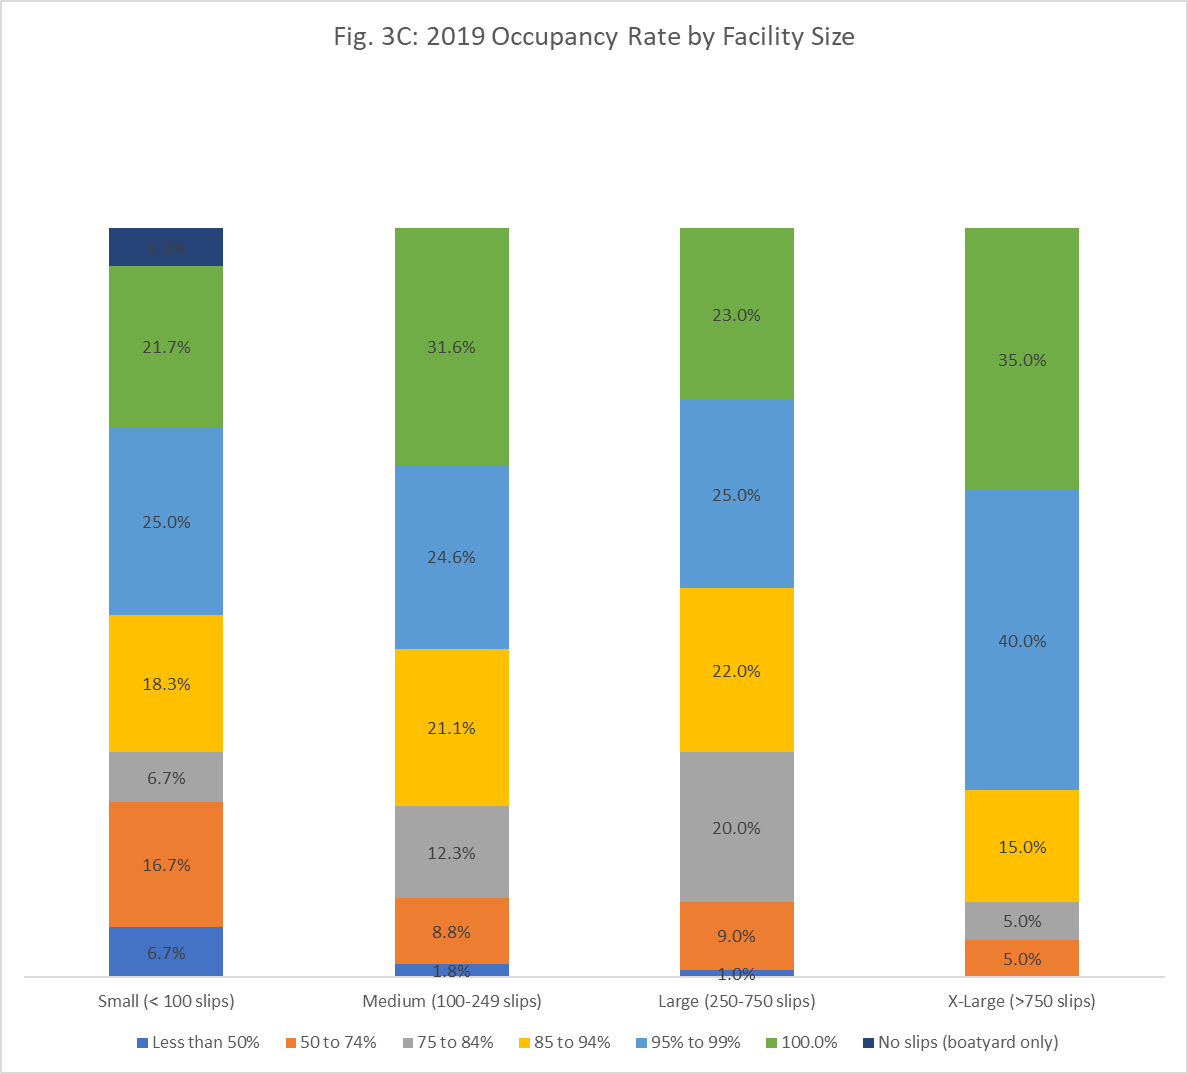 Fig. 3C: 2019 Occupancy Rate by Facility Size
21.7%
25.0%
18.3%
6.7%
16.7%
6.7%
31.6%
24.6%
21.1%
12.3%
8.8%
1.8%
23.0%
25.0%
22.0%
20.0%
9.0%
1.0%
35.0%
40.0%
15.0%
5.0%
5.0%
Small (< 100 slips)
Medium (100-249 slips)
Large (250-750 slips)
X-Large (>750 slips)
Less than 50%
50 to 74%
75 to 84%
85 to 94%
95% to 99%
100.0%
No slips (boatyard only)